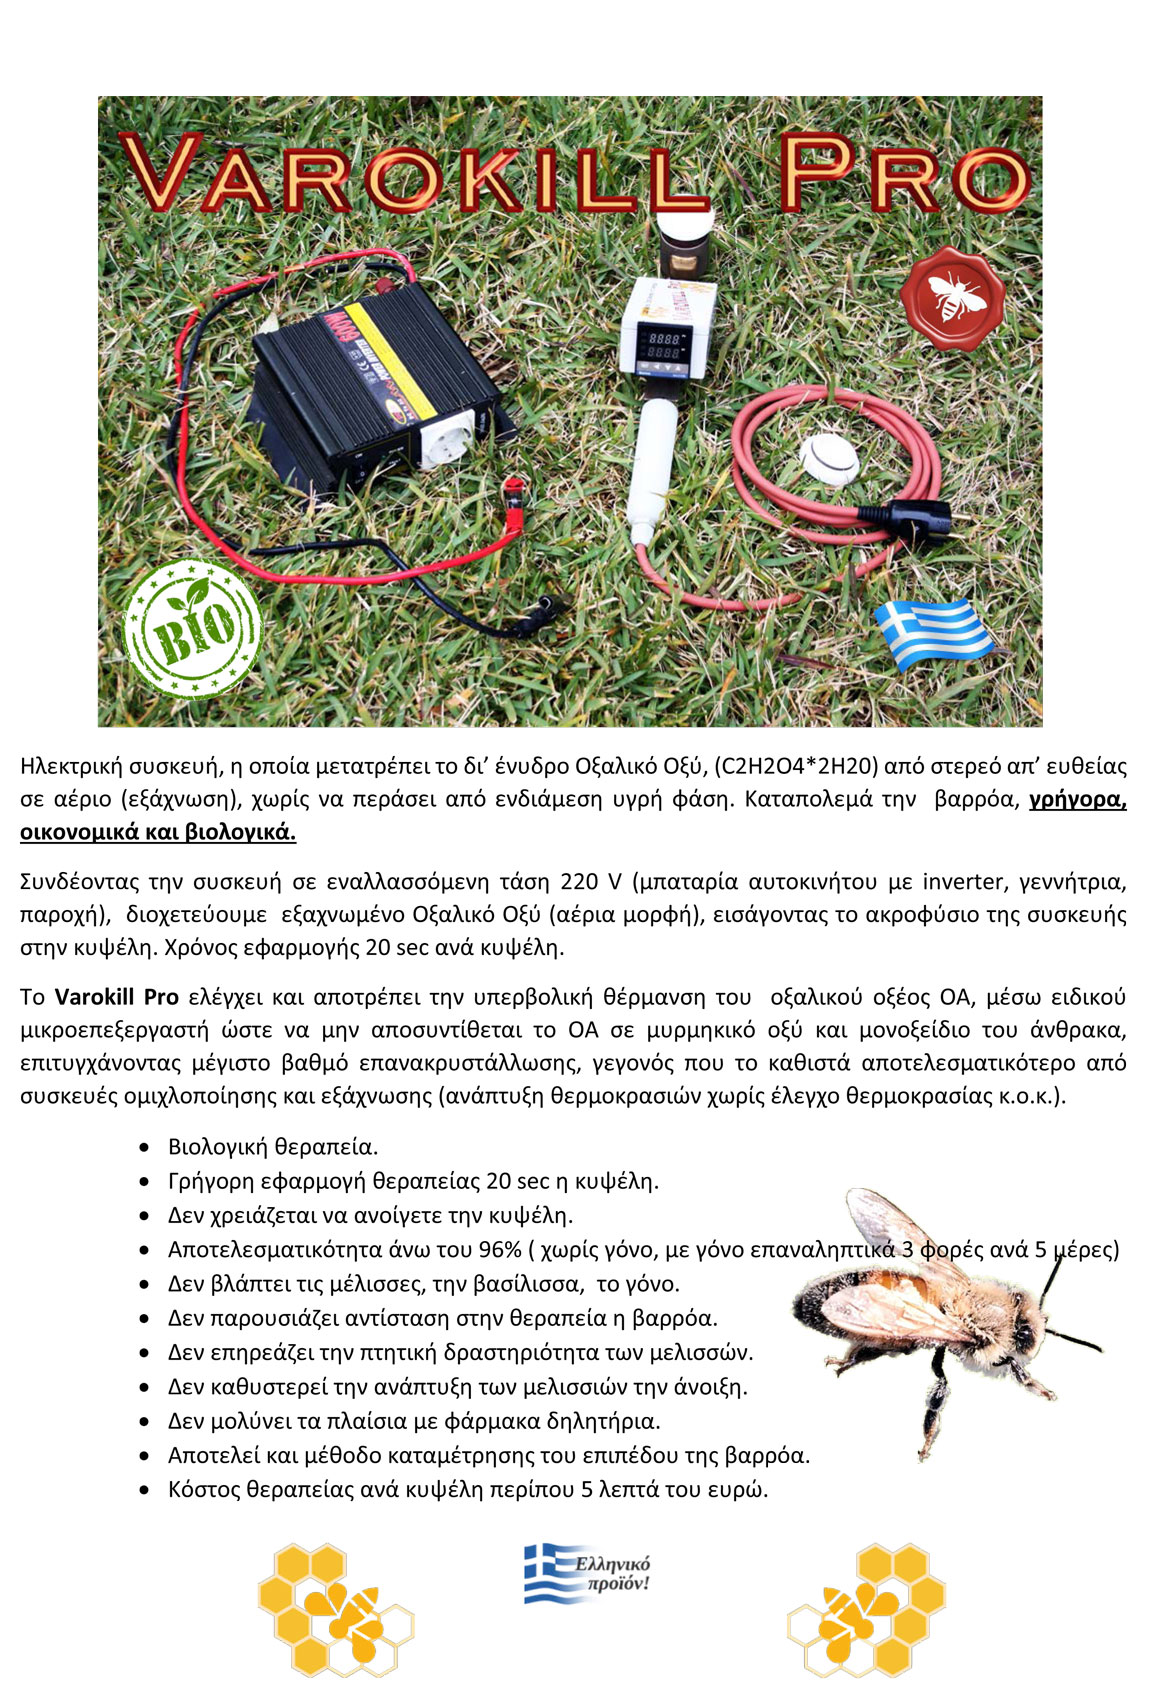 VAROKILL PRO
600W
POWER INVERTER
BIO
Ηλεκτρική συσκευή, η οποία μετατρέπει το δι’ ένυδρο Οξαλικό Οξύ, (C2H2O4*2H20) από στερεό απ’ ευθείας
σε αέριο (εξάχνωση), χωρίς να περάσει από ενδιάμεση υγρή φάση. Καταπολεμά την βαρρόα, γρήγορα,
οικονομικά και βιολογικά.
Συνδέοντας την συσκευή σε εναλλασσόμενη τάση 220 V (μπαταρία αυτοκινήτου με inverter, γεννήτρια,
παροχή), διοχετεύουμε εξαχνωμένο Οξαλικό Οξύ (αέρια μορφή), εισάγοντας το ακροφύσιο της συσκευής
στην κυψέλη. Χρόνος εφαρμογής 20 sec ανά κυψέλη.
Το Varokill Pro ελέγχει και αποτρέπει την υπερβολική θέρμανση του οξαλικού οξέος ΟΑ, μέσω ειδικού
μικροεπεξεργαστή ώστε να μην αποσυντίθεται το ΟΑ σε μυρμηκικό οξύ και μονοξείδιο του άνθρακα,
επιτυγχάνοντας μέγιστο βαθμό επανακρυστάλλωσης, γεγονός που το καθιστά αποτελεσματικότερο από
συσκευές ομιχλοποίησης και εξάχνωσης (ανάπτυξη θερμοκρασιών χωρίς έλεγχο θερμοκρασίας κ.ο.κ.).
• Βιολογική θεραπεία.
• Γρήγορη εφαρμογή θεραπείας 20 sec η κυψέλη.
• Δεν χρειάζεται να ανοίγετε την κυψέλη.
• Αποτελεσματικότητα άνω του 96% ( χωρίς γόνο, με γόνο επαναληπτικά 3 φορές ανά 5 μέρες)
• Δεν βλάπτει τις μέλισσες, την βασίλισσα, το γόνο.
• Δεν παρουσιάζει αντίσταση στην θεραπεία η βαρρόα.
• Δεν επηρεάζει την πτητική δραστηριότητα των μελισσών.
• Δεν καθυστερεί την ανάπτυξη των μελισσιών την άνοιξη.
• Δεν μολύνει τα πλαίσια με φάρμακα δηλητήρια.
• Αποτελεί και μέθοδο καταμέτρησης του επιπέδου της βαρρόα.
• Κόστος θεραπείας ανά κυψέλη περίπου 5 λεπτά του ευρώ.
Ελληνικό
προϊόν!